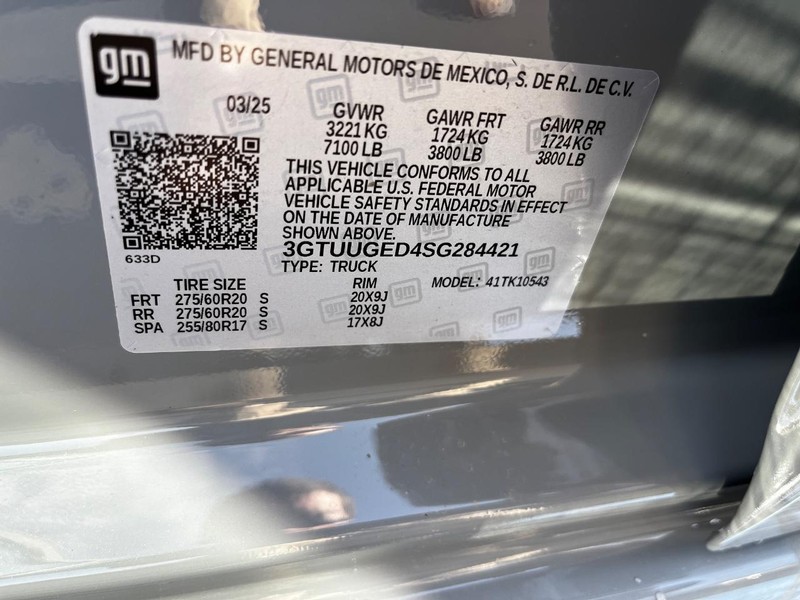 gm
MFD BY GENERAL MOTORS DE MEXICO, S. DE R.L. DE C.V.
03/25
GVWR
3221 KG
7100 LB
GAWR FRT
1724 KG
3800 LB
GAWR RR
1724 KG
3800 LB
THIS VEHICLE CONFORMS TO ALL
APPLICABLE U.S. FEDERAL MOTOR
VEHICLE SAFETY STANDARDS IN EFFECT
ON THE DATE OF MANUFACTURE
SHOWN ABOVE.
633D
3GTUUGED4SG284421
TYPE: TRUCK
MODEL: 41TK10543
TIRE SIZE RIM
FRT 275/60R20 S 20X9J
RR 275/60R20 S 20X9J
SPA 255/80R17 S 17X8J